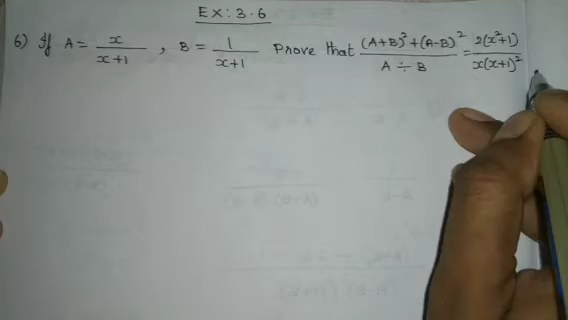 EX: 3.6
6) If A = x/(x+1), B = 1/(x+1) Prove that ((A+B)²+(A-B)²)/(A÷B) = 2(x²+1)/(x(x+1)²)